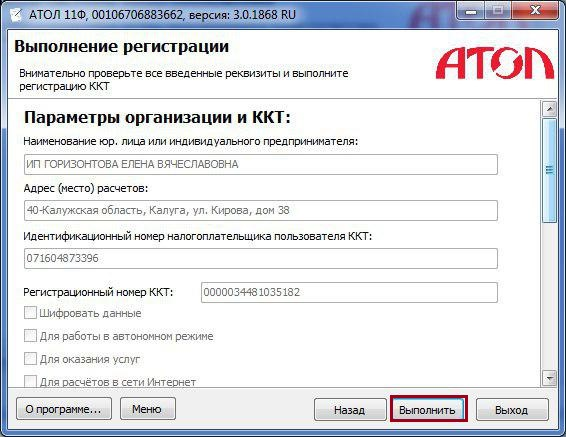 АТОЛ 11Ф, 00106706883662, версия: 3.0.1868 RU
Выполнение регистрации
Внимательно проверьте все введенные реквизиты и выполните
регистрацию ККТ
АТОЛ
Параметры организации и ККТ:
Наименование юр. лица или индивидуального предпринимателя:
ИП ГОРИЗОНТОВА ЕЛЕНА ВЯЧЕСЛАВОВНА
Адрес (место) расчетов:
40-Калужская область, Калуга, ул. Кирова, дом 38
Идентификационный номер налогоплательщика пользователя ККТ:
071604873396
Регистрационный номер ККТ: 0000034481035182
Шифровать данные
Для работы в автономном режиме
Для оказания услуг
Для расчётов в сети Интернет
О программе... Меню Назад Выполнить Выход